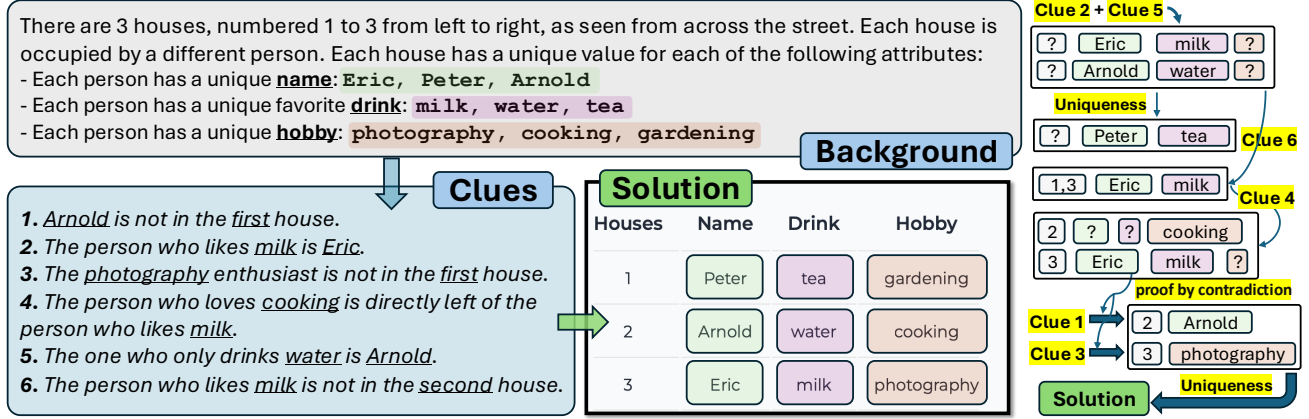 There are 3 houses, numbered 1 to 3 from left to right, as seen from across the street. Each house is
occupied by a different person. Each house has a unique value for each of the following attributes:
- Each person has a unique name: Eric, Peter, Arnold
- Each person has a unique favorite drink: milk, water, tea
- Each person has a unique hobby: photography, cooking, gardening
Background
Clues
1. Arnold is not in the first house.
2. The person who likes milk is Eric.
3. The photography enthusiast is not in the first house.
4. The person who loves cooking is directly left of the
person who likes milk.
5. The one who only drinks water is Arnold.
6. The person who likes milk is not in the second house.
Solution
Houses Name Drink Hobby
1 Peter tea gardening
2 Arnold water cooking
3 Eric milk photography
Clue 2 + Clue 5
? Eric milk ?
? Arnold water ?
Uniqueness
? Peter tea
Clue 6
1,3 Eric milk
Clue 4
2 ? ? cooking
3 Eric milk ?
proof by contradiction
Clue 1
2 Arnold
Clue 3
3 photography
Uniqueness
Solution